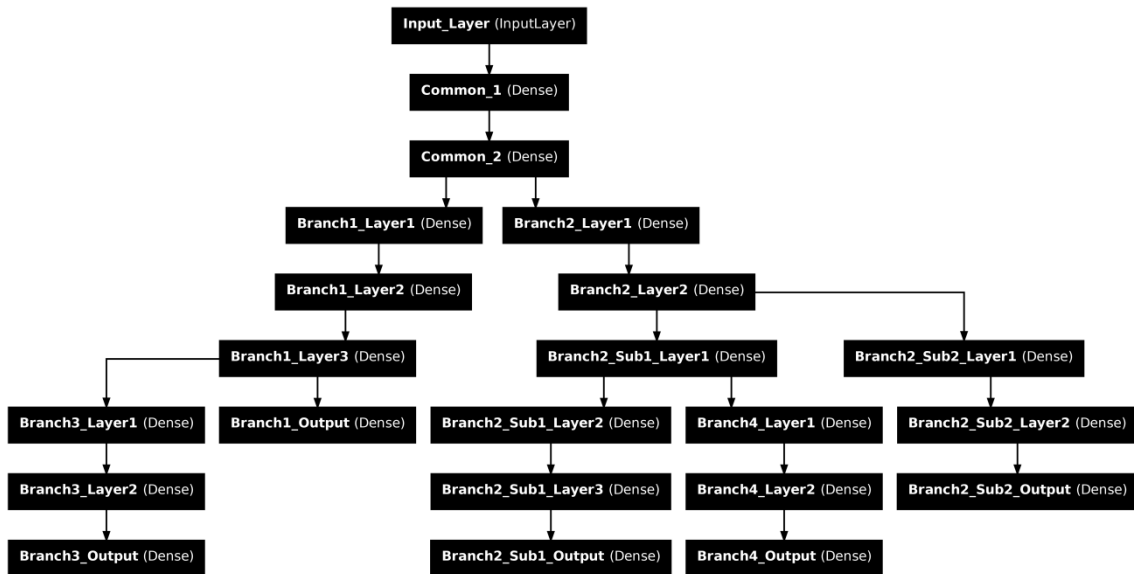 Input_Layer (InputLayer)
Common_1 (Dense)
Common_2 (Dense)
Branch1_Layer1 (Dense)
Branch2_Layer1 (Dense)
Branch1_Layer2 (Dense)
Branch2_Layer2 (Dense)
Branch1_Layer3 (Dense)
Branch2_Sub1_Layer1 (Dense)
Branch2_Sub2_Layer1 (Dense)
Branch3_Layer1 (Dense)
Branch1_Output (Dense)
Branch2_Sub1_Layer2 (Dense)
Branch4_Layer1 (Dense)
Branch2_Sub2_Layer2 (Dense)
Branch3_Layer2 (Dense)
Branch2_Sub1_Layer3 (Dense)
Branch4_Layer2 (Dense)
Branch2_Sub2_Output (Dense)
Branch3_Output (Dense)
Branch2_Sub1_Output (Dense)
Branch4_Output (Dense)